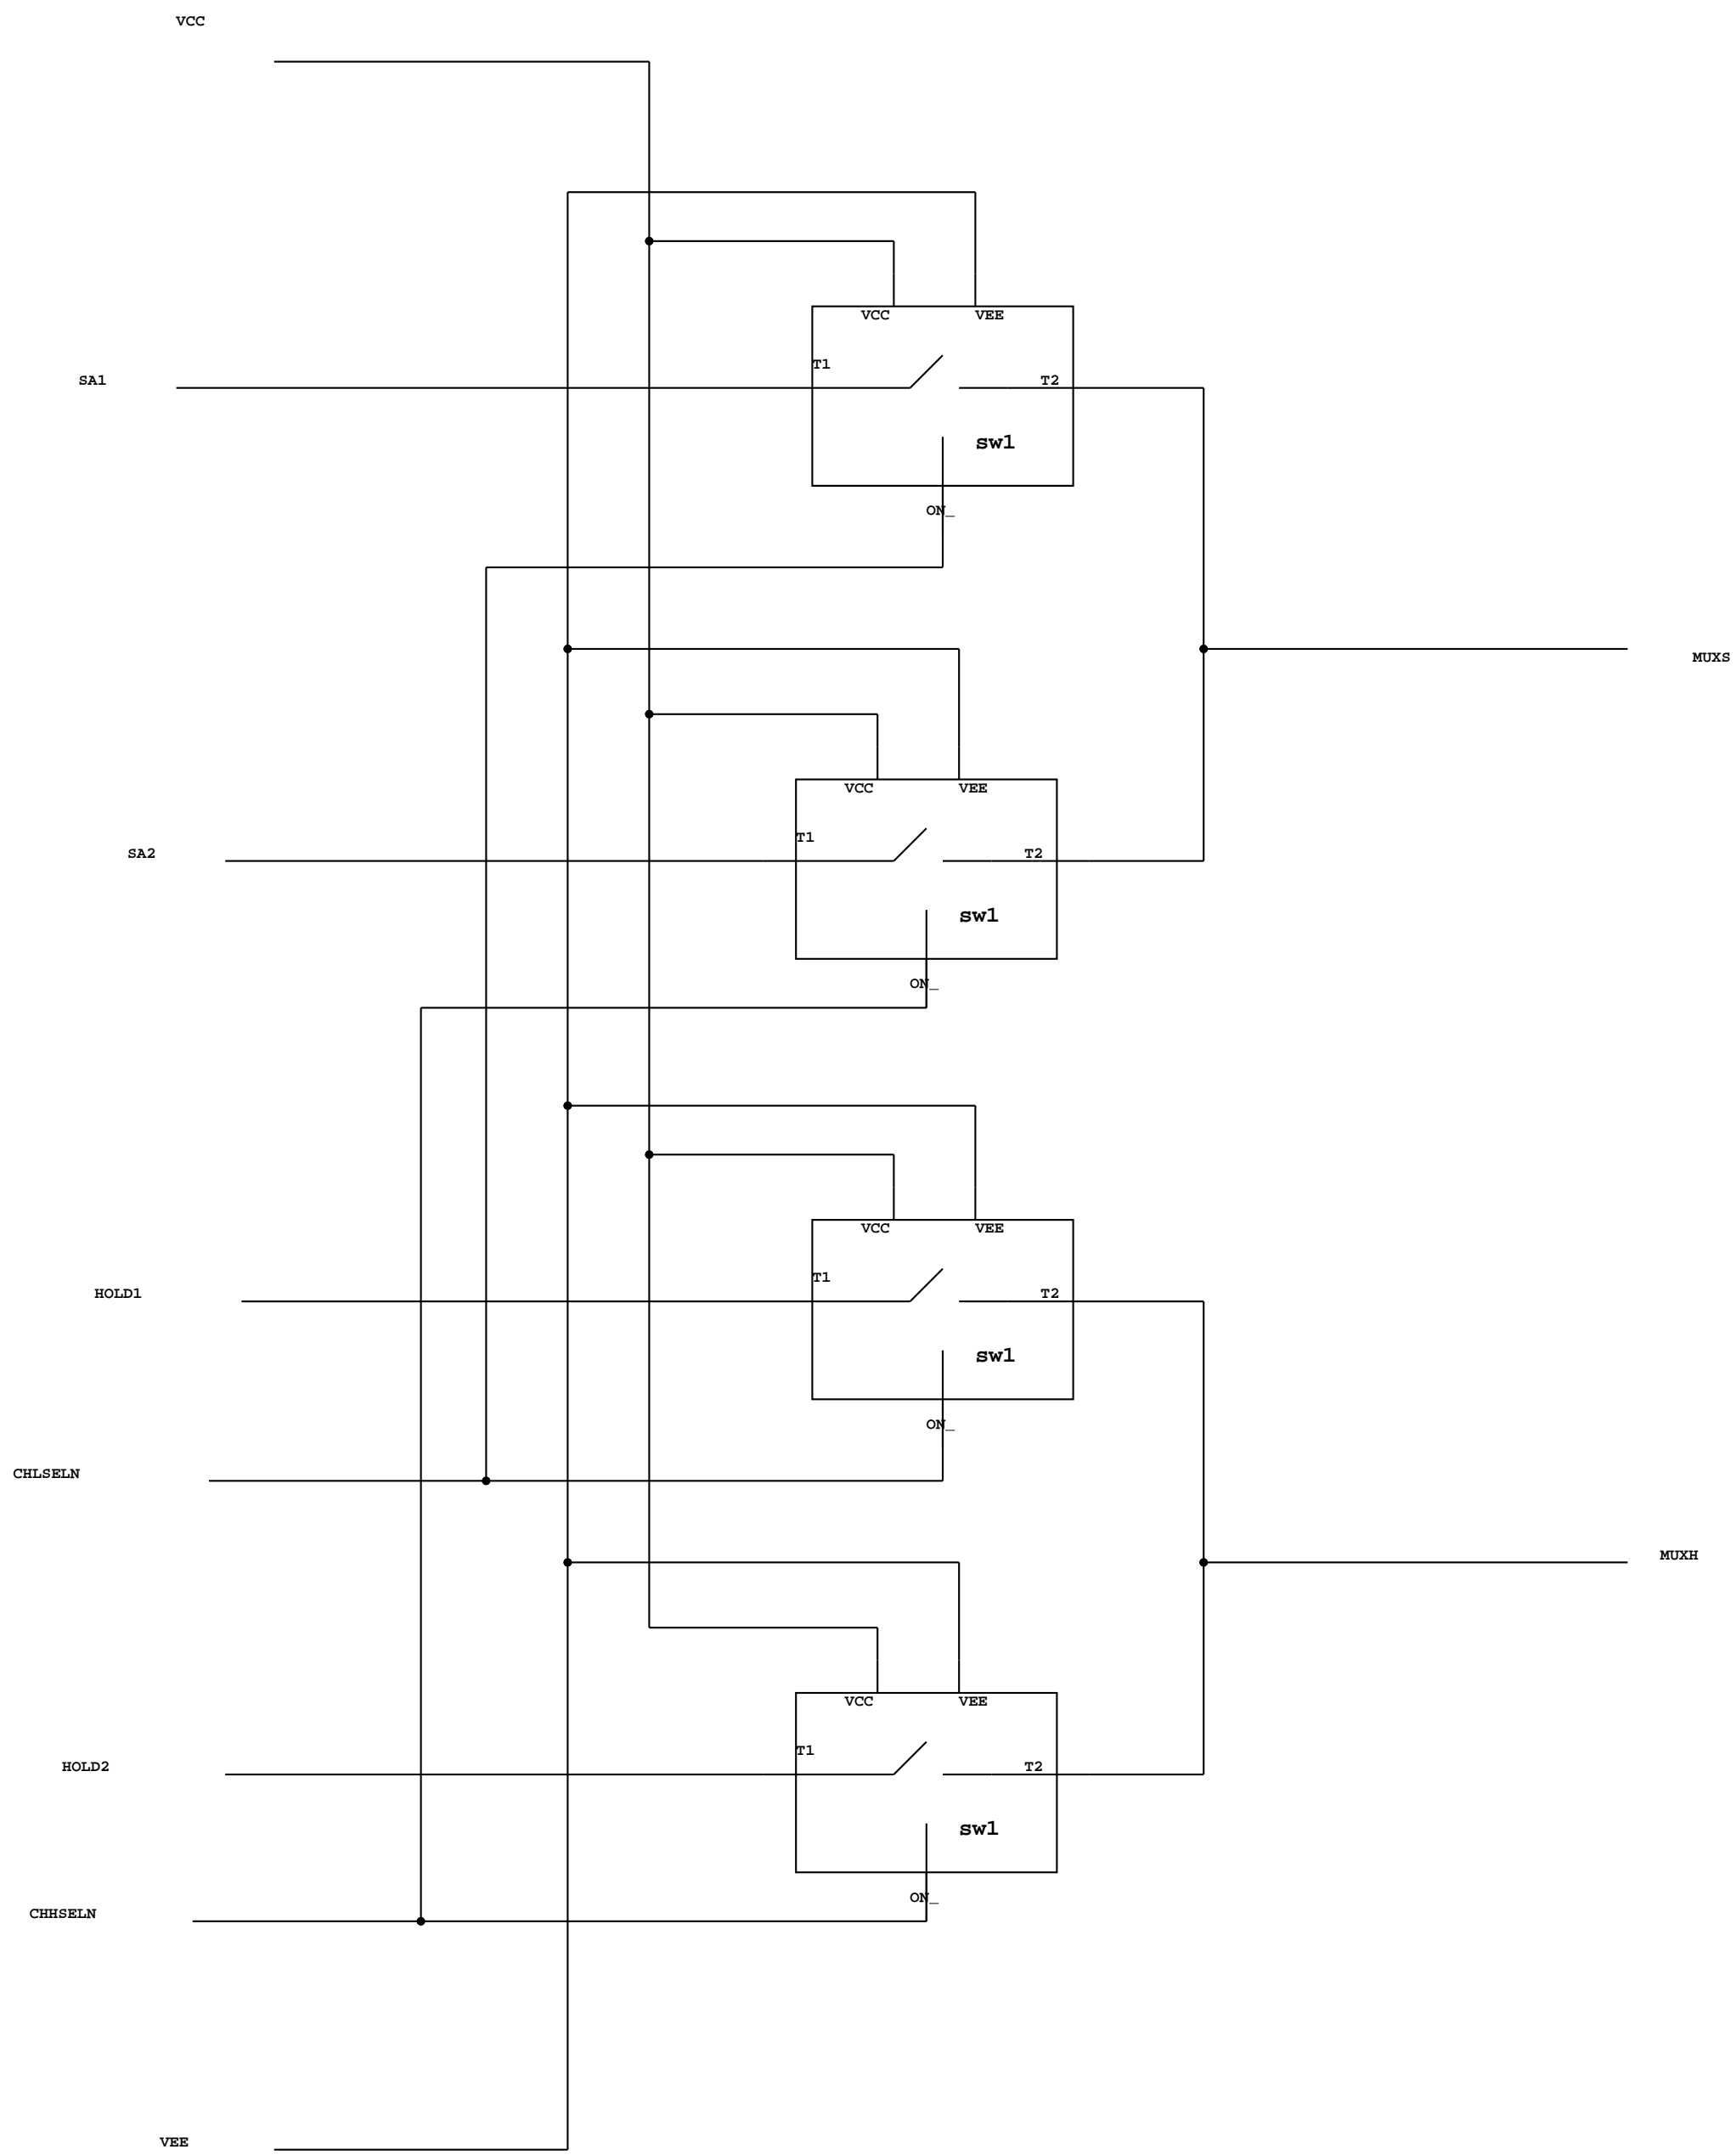 VCC
VCC VEE
T1
SA1 T2
sw1
ON_
MUXS
VCC VEE
T1
SA2 T2
sw1
ON_
VCC VEE
T1
HOLD1 T2
sw1
ON_
CHLSELN
MUXH
VCC VEE
T1
HOLD2 T2
sw1
ON_
CHHSELN
VEE